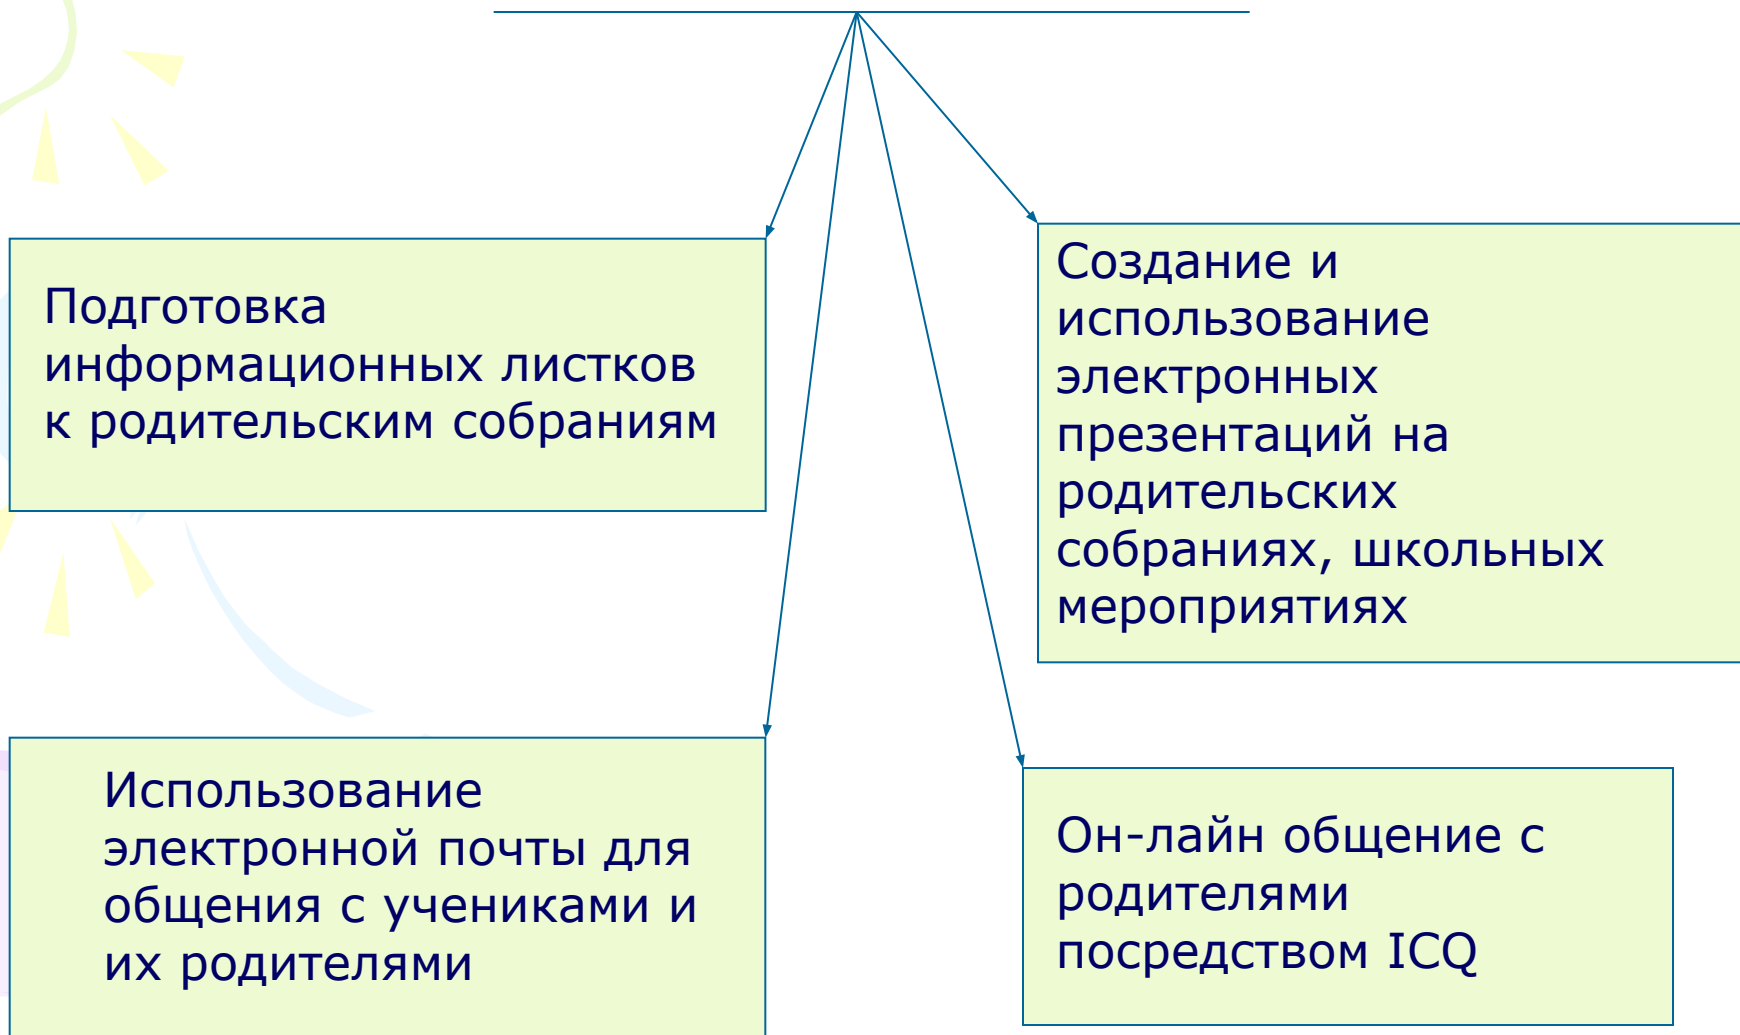 Подготовка
информационных листков
к родительским собраниям
Создание и
использование
электронных
презентаций на
родительских
собраниях, школьных
мероприятиях
Использование
электронной почты для
общения с учениками и
их родителями
Он-лайн общение с
родителями
посредством ICQ